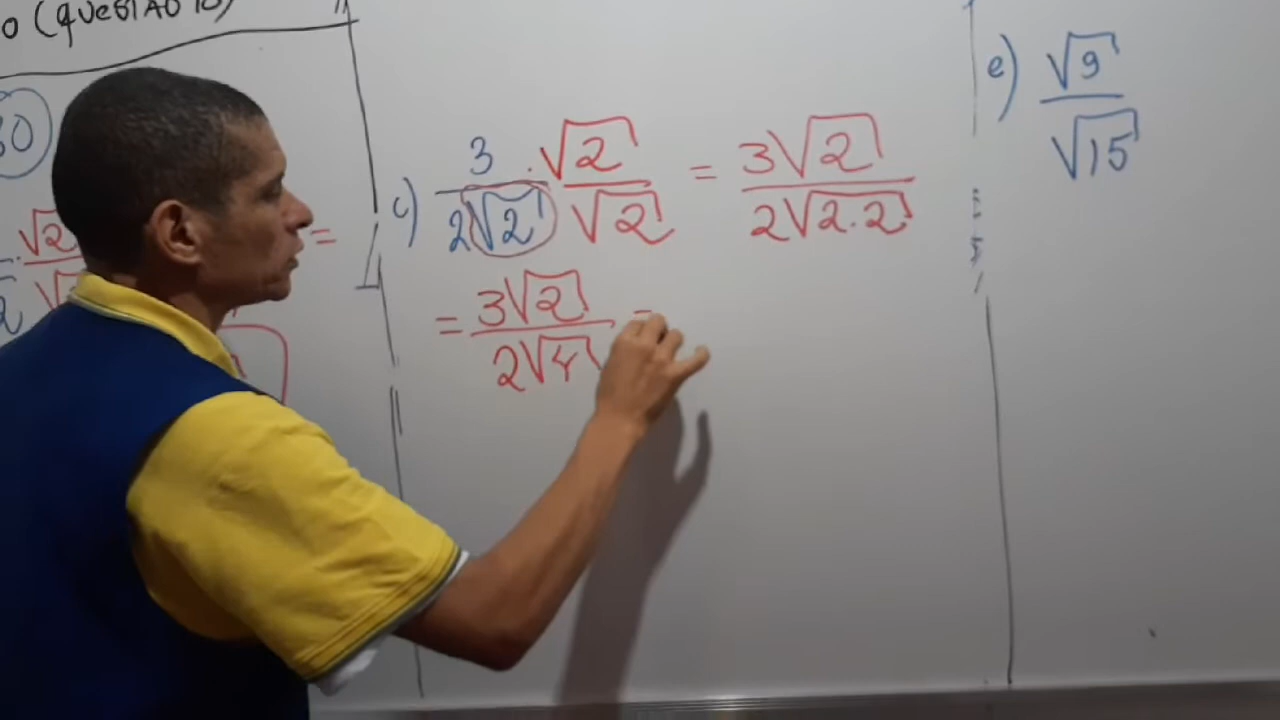 o (QUESTÃO 10)
30
√2
=
c) 3/2√2 · √2/√2 = 3√2/2√2·2
= 3√2/2√4 =
e) √9/√15